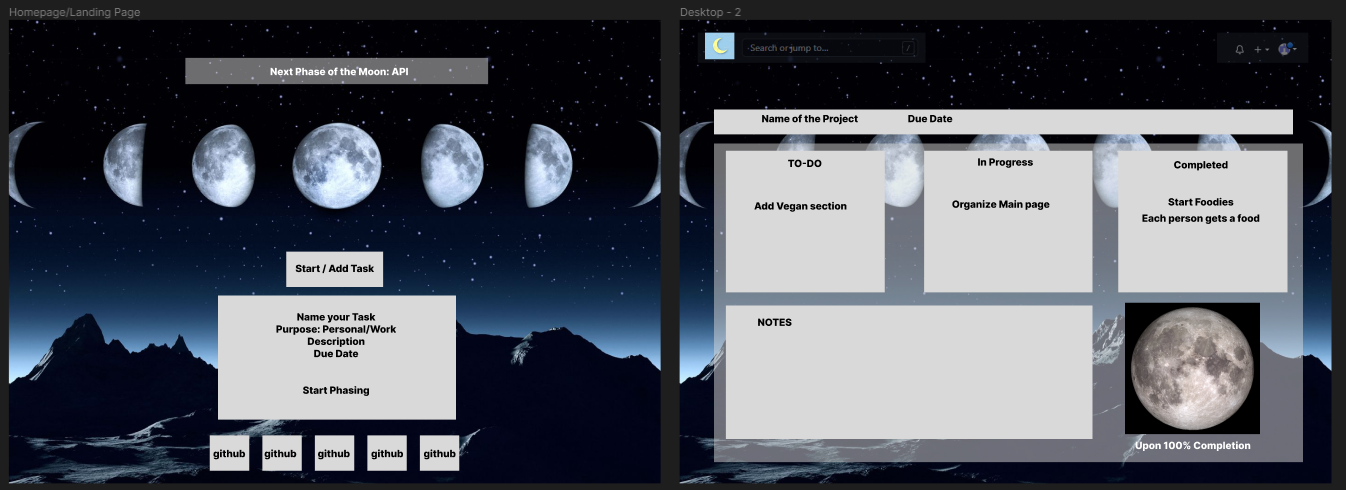 Homepage/Landing Page
Next Phase of the Moon: API
Start / Add Task
Name your Task
Purpose: Personal/Work
Description
Due Date
Start Phasing
github github github github github
Desktop - 2
Search or jump to... /
Name of the Project Due Date
TO-DO
Add Vegan section
In Progress
Organize Main page
Completed
Start Foodies
Each person gets a food
NOTES
Upon 100% Completion